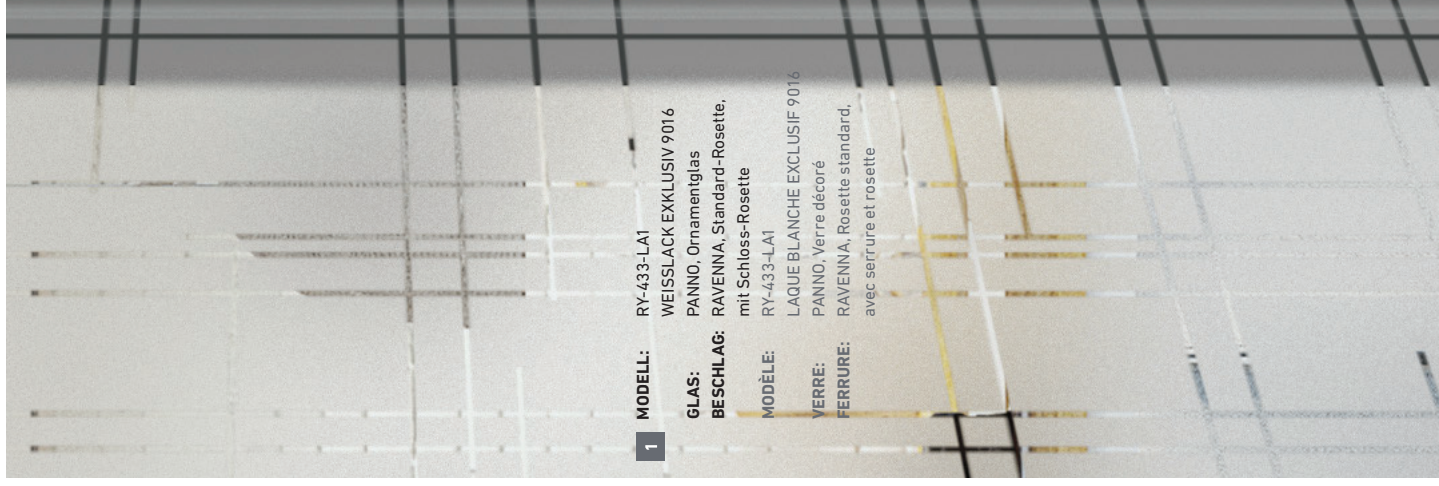 1
MODELL: RY-433-LA1
WEISSLACK EXKLUSIV 9016
GLAS: PANNO, Ornamentglas
BESCHLAG: RAVENNA, Standard-Rosette,
mit Schloss-Rosette
MODÈLE: RY-433-LA1
LAQUE BLANCHE EXCLUSIF 9016
VERRE: PANNO, Verre décoré
FERRURE: RAVENNA, Rosette standard,
avec serrure et rosette